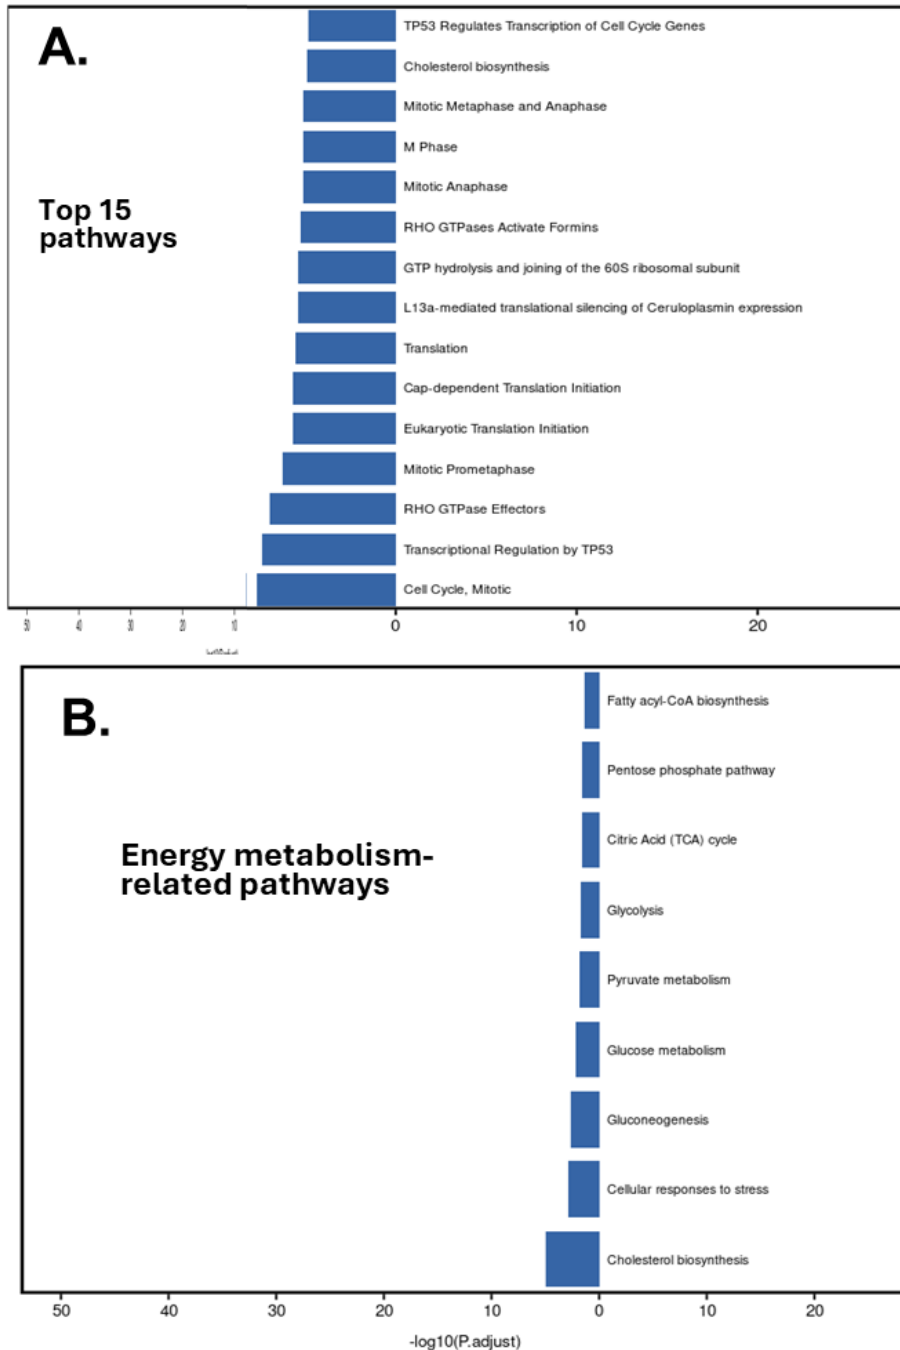 A.
Top 15
pathways
TP53 Regulates Transcription of Cell Cycle Genes
Cholesterol biosynthesis
Mitotic Metaphase and Anaphase
M Phase
Mitotic Anaphase
RHO GTPases Activate Formins
GTP hydrolysis and joining of the 60S ribosomal subunit
L13a-mediated translational silencing of Ceruloplasmin expression
Translation
Cap-dependent Translation Initiation
Eukaryotic Translation Initiation
Mitotic Prometaphase
RHO GTPase Effectors
Transcriptional Regulation by TP53
Cell Cycle, Mitotic
50 40 30 20 10 0 10 20
B.
Energy metabolism-
related pathways
Fatty acyl-CoA biosynthesis
Pentose phosphate pathway
Citric Acid (TCA) cycle
Glycolysis
Pyruvate metabolism
Glucose metabolism
Gluconeogenesis
Cellular responses to stress
Cholesterol biosynthesis
50 40 30 20 10 0 10 20
-log10(P.adjust)